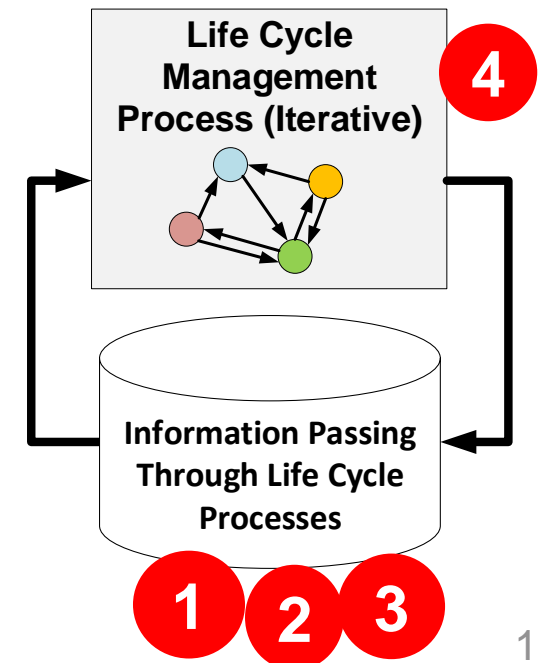 Life Cycle
Management
Process (Iterative)
4
Information Passing
Through Life Cycle
Processes
1
2
3
1